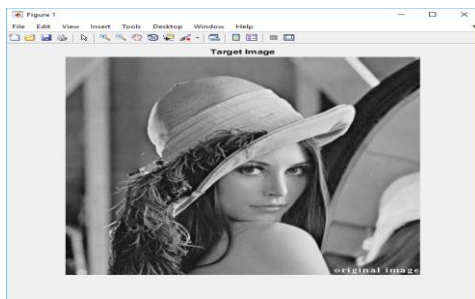 Figure 1
File Edit View Insert Tools Desktop Window Help
Target Image
original image